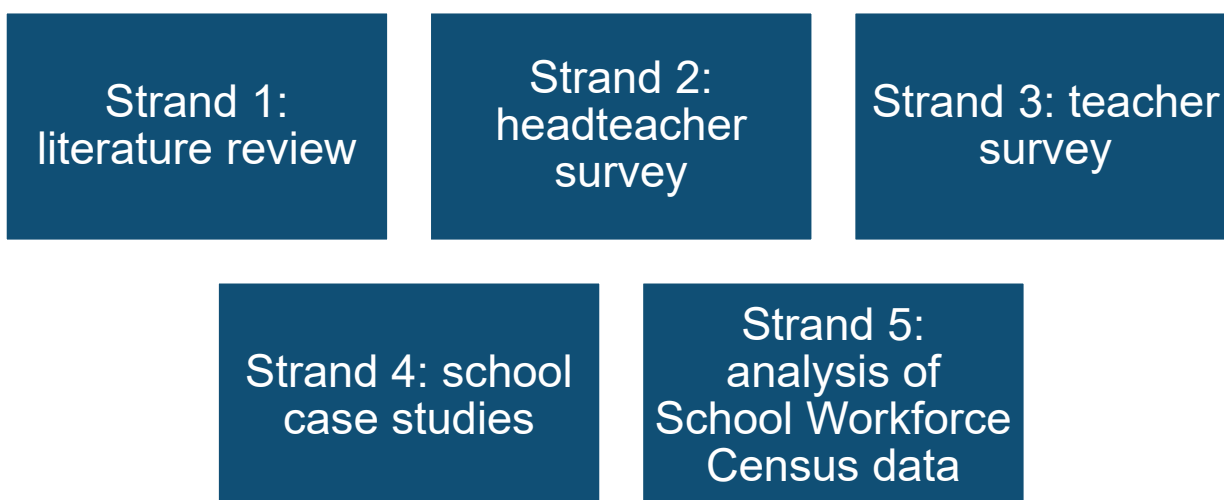 Strand 1:
literature review
Strand 2:
headteacher
survey
Strand 3: teacher
survey
Strand 4: school
case studies
Strand 5:
analysis of
School Workforce
Census data